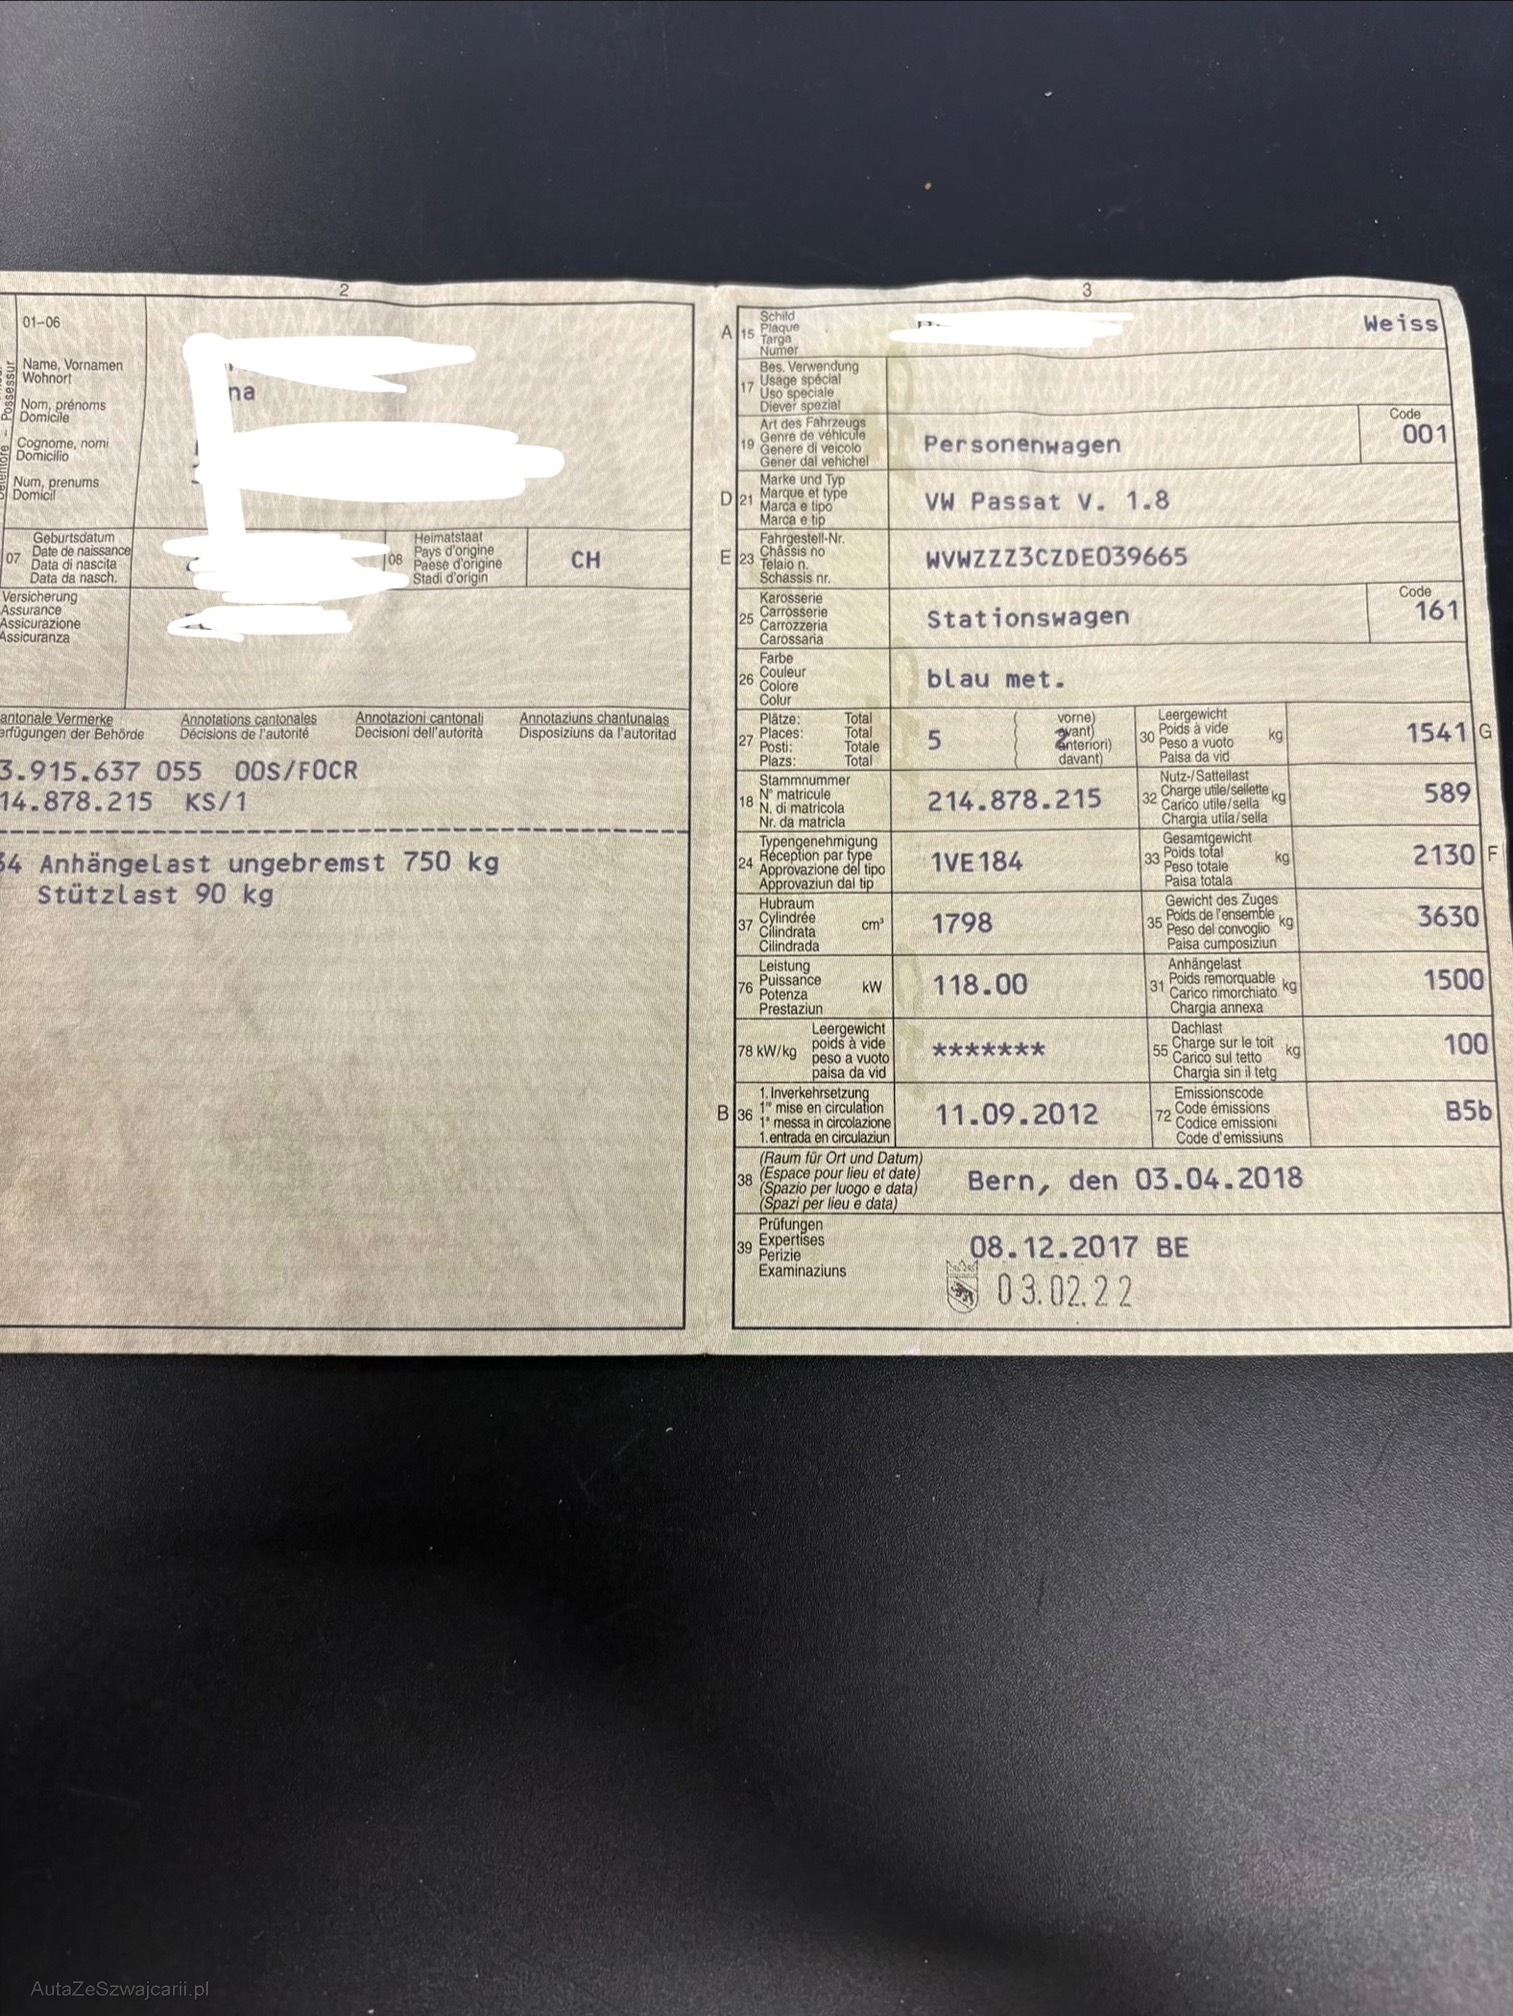 2
01-06
Name, Vornamen
Wohnort
Nom, prénoms
Domicile
Cognome, nomi
Domicilio
Num, prenums
Domicil
Possessur
na
07
Geburtsdatum
Date de naissance
Data di nascita
Data da nasch.
08
Heimatstaat
Pays d'origine
Paese d'origine
Stadi d'origin
CH
Versicherung
Assurance
Assicurazione
Assicuranza
antonale Vermerke
erfügungen der Behörde
Annotations cantonales
Décisions de l'autorité
Annotazioni cantonali
Decisioni dell'autorità
Annotaziuns chantunalas
Disposiziuns da l'autoritad
3.915.637 055 00S/FOCR
14.878.215 KS/1
34 Anhängelast ungebremst 750 kg
Stützlast 90 kg
3
A 15
Schild
Plaque
Targa
Numer
Weiss
17
Bes. Verwendung
Usage spécial
Uso speciale
Diever spezial
19
Art des Fahrzeugs
Genre de véhicule
Genere di veicolo
Gener dal vehichel
Personenwagen
Code
001
D 21
Marke und Typ
Marque et type
Marca e tipo
Marca e tip
VW Passat V. 1.8
E 23
Fahrgestell-Nr.
Châssis no
Telaio n.
Schassis nr.
WVWZZZ3CZDE039665
25
Karosserie
Carrosserie
Carrozzeria
Carossaria
Stationswagen
Code
161
26
Farbe
Couleur
Colore
Colur
blau met.
27
Plätze: Total
Places: Total
Posti: Totale
Plazs: Total
5
2
vorne)
avant)
anteriori)
davant)
30
Leergewicht
Poids à vide
Peso a vuoto
Paisa da vid
kg
1541 G
18
Stammnummer
N° matricule
N. di matricola
Nr. da matricla
214.878.215
32
Nutz-/Sattellast
Charge utile/sellette
Carico utile/sella
Chargia utila/sella
kg
589
24
Typengenehmigung
Réception par type
Approvazione del tipo
Approvaziun dal tip
1VE184
33
Gesamtgewicht
Poids total
Peso totale
Paisa totala
kg
2130 F
37
Hubraum
Cylindrée
Cilindrata
Cilindrada
cm³
1798
35
Gewicht des Zuges
Poids de l'ensemble
Peso del convoglio
Paisa cumposiziun
kg
3630
76
Leistung
Puissance
Potenza
Prestaziun
kW
118.00
31
Anhängelast
Poids remorquable
Carico rimorchiato
Chargia annexa
kg
1500
78 kW/kg
Leergewicht
poids à vide
peso a vuoto
paisa da vid
*******
55
Dachlast
Charge sur le toit
Carico sul tetto
Chargia sin il tetg
kg
100
B 36
1. Inverkehrsetzung
1re mise en circulation
1a messa in circolazione
1. entrada en circulaziun
11.09.2012
72
Emissionscode
Code émissions
Codice emissioni
Code d'emissiuns
B5b
38
(Raum für Ort und Datum)
(Espace pour lieu et date)
(Spazio per luogo e data)
(Spazi per lieu e data)
Bern, den 03.04.2018
39
Prüfungen
Expertises
Perizie
Examinaziuns
08.12.2017 BE
03.02.22
AutaZeSzwajcarii.pl